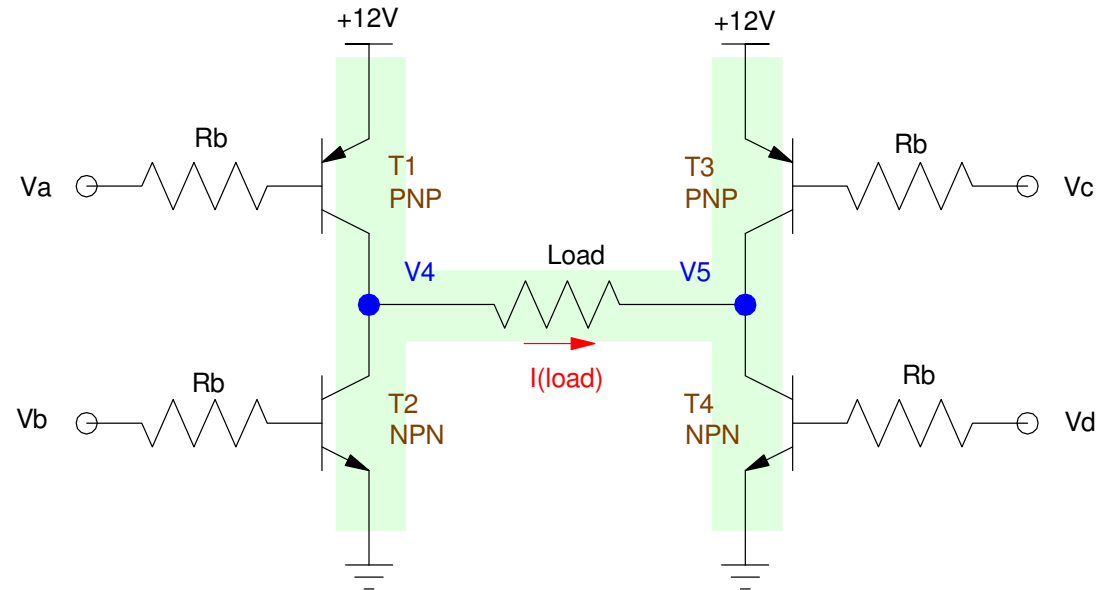 +12V
+12V
Rb
Rb
T1
PNP
T3
PNP
Va
Vc
Load
V4
V5
I(load)
Rb
Rb
T2
NPN
T4
NPN
Vb
Vd